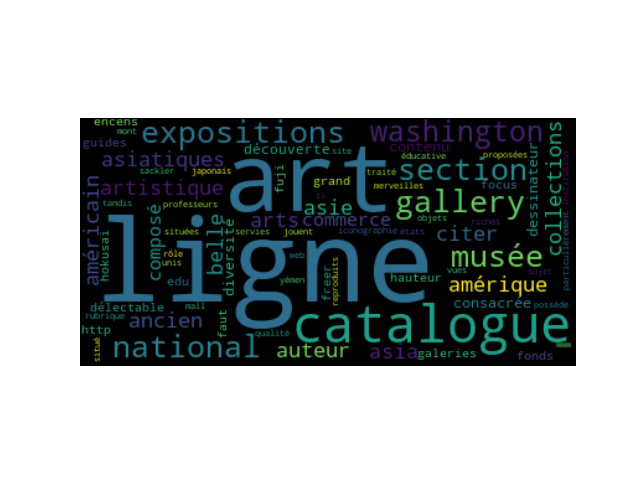 encens
mont
expositions
washington
guides
découverte
site
contenu
éducative
proposées
asiatiques
sackler
japonais
art
traité
section
artistique
fuji
grand
merveilles
focus
dessinateur
collections
institution
américain
tandis
professeurs
asie
si
gallery
arts
commerce
objets
riches
composé
belle
diversité
situées
servies
jouent
iconographie
états
citer
particulièrement
hokusai
rôle
unis
ligne
web
musée
vues
sujet
edu
yémen
freer
reproduits
hauteur
amérique
délectable
mall
consacrée
possède
rubrique
ancien
faut
catalogue
http
qualité
situé
national
auteur
asia
galeries
fonds